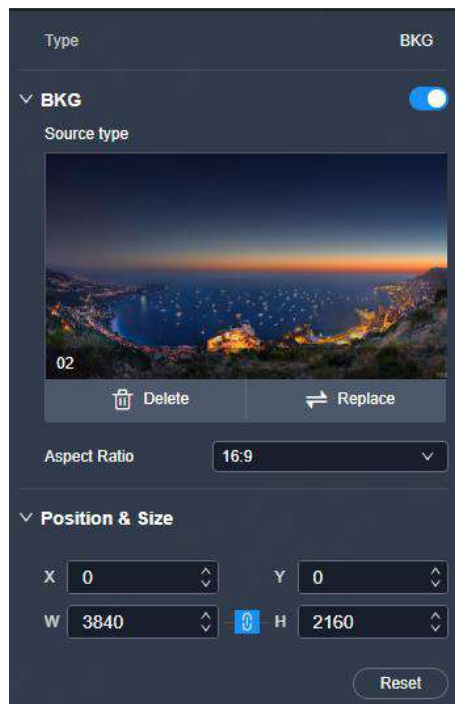 Type BKG
BKG
Source type
02
Delete Replace
Aspect Ratio 16:9
Position & Size
X 0 Y 0
W 3840 H 2160
Reset